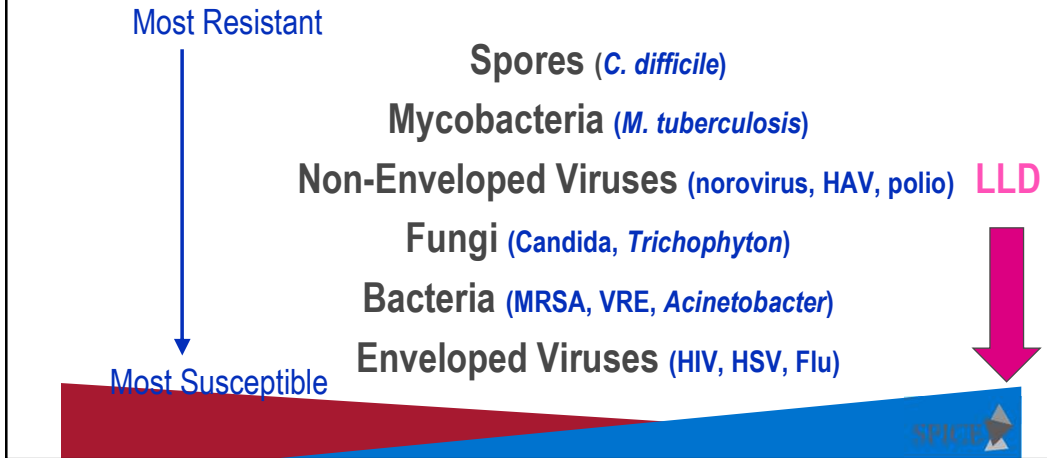 Most Resistant
Spores (C. difficile)
Mycobacteria (M. tuberculosis)
Non-Enveloped Viruses (norovirus, HAV, polio) LLD
Fungi (Candida, Trichophyton)
Bacteria (MRSA, VRE, Acinetobacter)
Enveloped Viruses (HIV, HSV, Flu)
Most Susceptible
SPICE